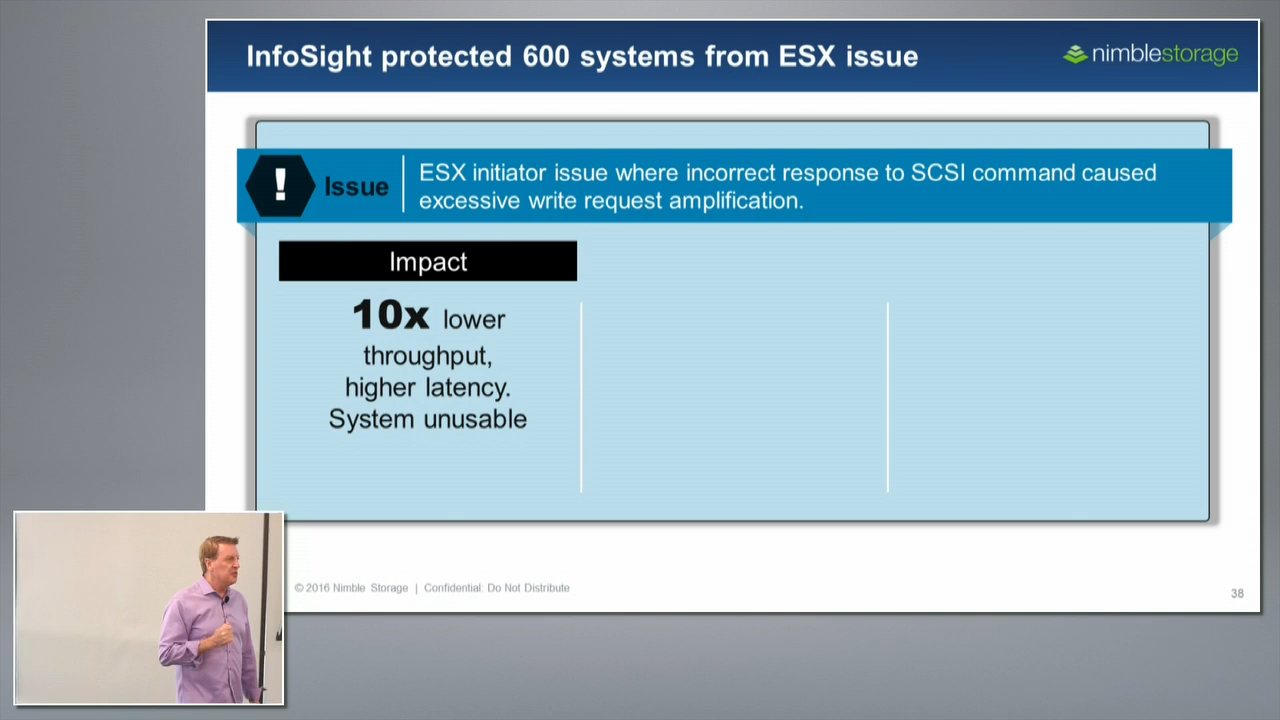 InfoSight protected 600 systems from ESX issue
nimblestorage
! Issue
ESX initiator issue where incorrect response to SCSI command caused
excessive write request amplification.
Impact
10x lower
throughput,
higher latency.
System unusable
© 2016 Nimble Storage | Confidential: Do Not Distribute
38